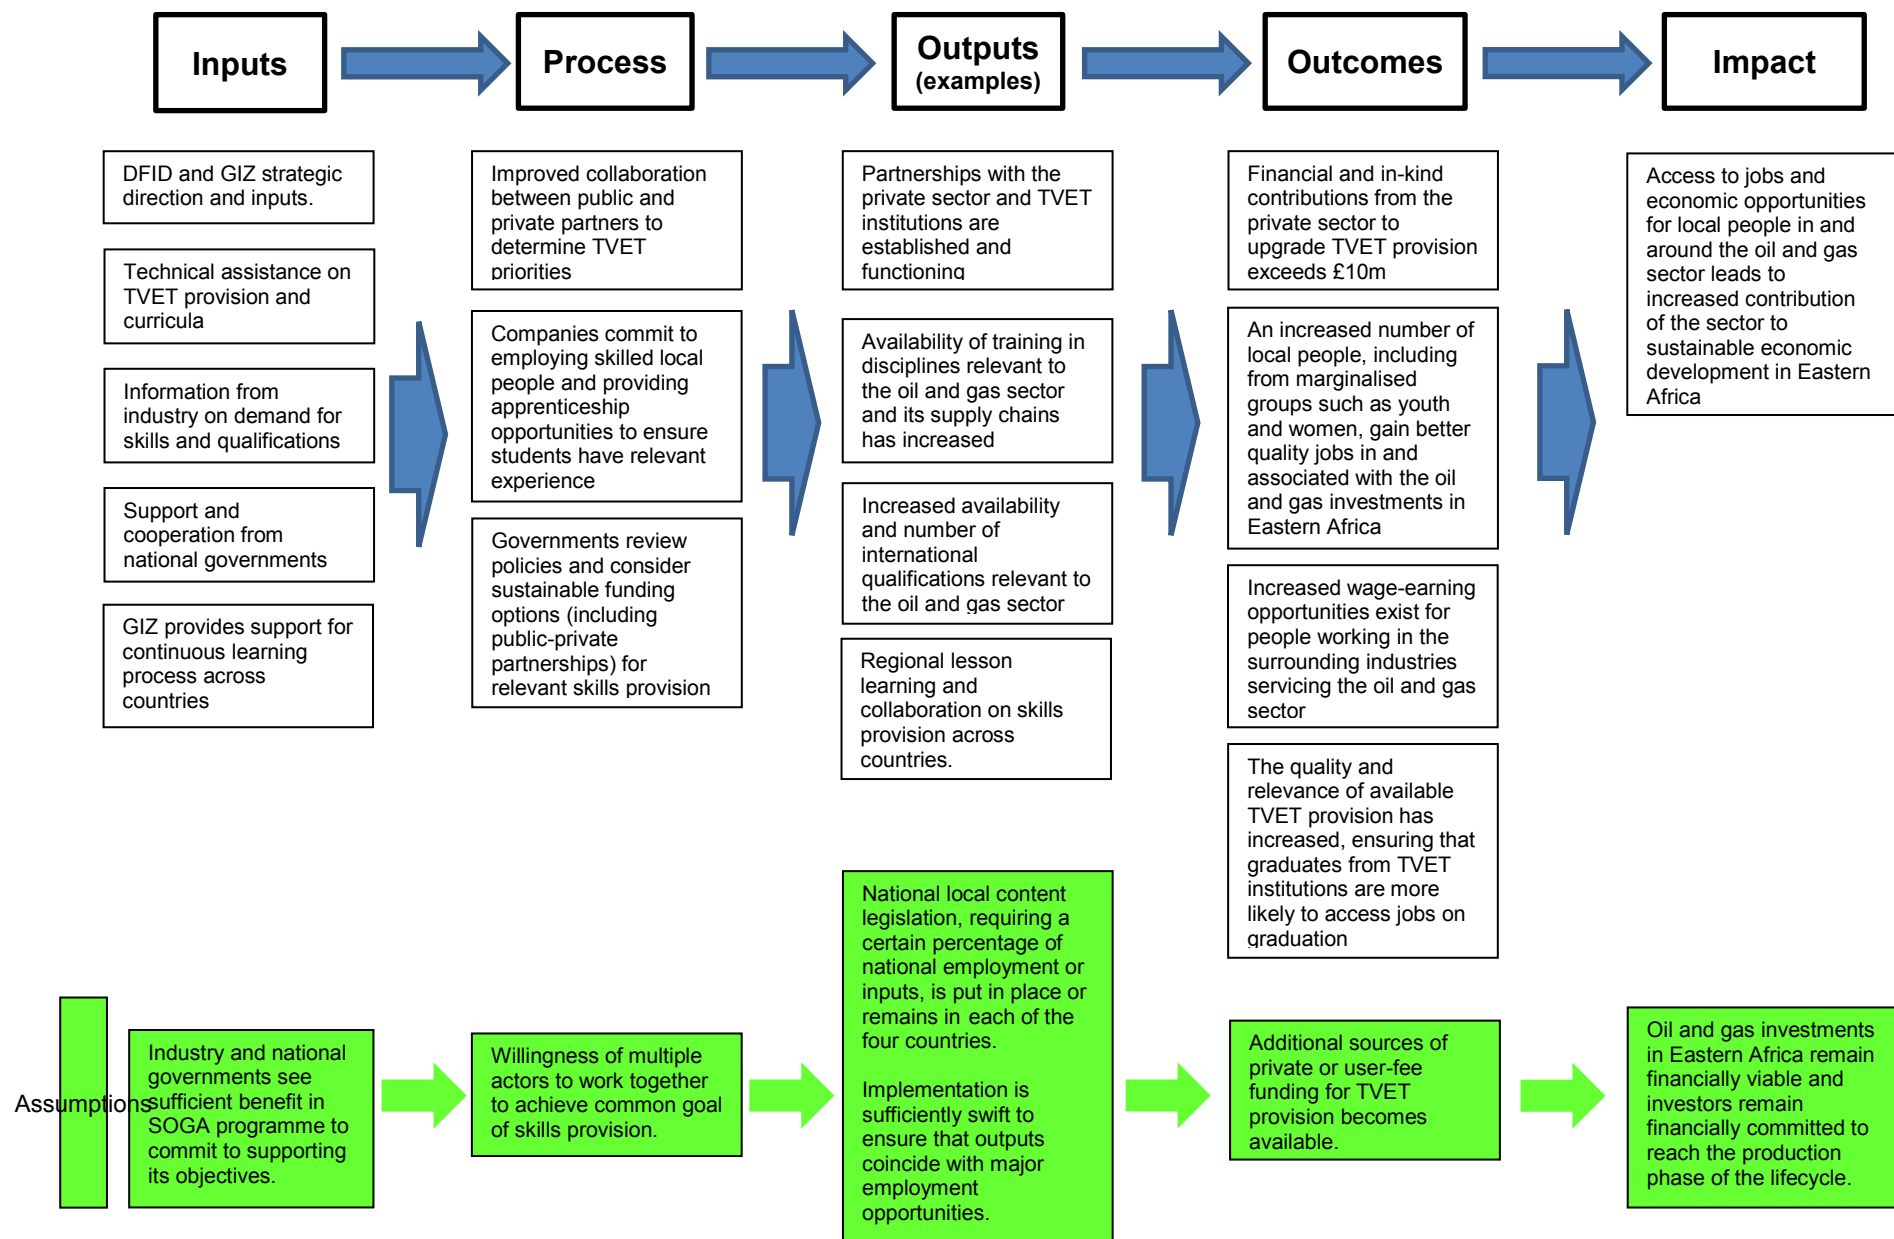 Inputs
Process
Outputs
(examples)
Outcomes
Impact
DFID and GIZ strategic
direction and inputs.
Technical assistance on
TVET provision and
curricula
Information from
industry on demand for
skills and qualifications
Support and
cooperation from
national governments
GIZ provides support for
continuous learning
process across
countries
Improved collaboration
between public and
private partners to
determine TVET
priorities
Companies commit to
employing skilled local
people and providing
apprenticeship
opportunities to ensure
students have relevant
experience
Governments review
policies and consider
sustainable funding
options (including
public-private
partnerships) for
relevant skills provision
Partnerships with the
private sector and TVET
institutions are
established and
functioning
Availability of training in
disciplines relevant to
the oil and gas sector
and its supply chains
has increased
Increased availability
and number of
international
qualifications relevant to
the oil and gas sector
Regional lesson
learning and
collaboration on skills
provision across
countries.
Financial and in-kind
contributions from the
private sector to
upgrade TVET provision
exceeds £10m
An increased number of
local people, including
from marginalised
groups such as youth
and women, gain better
quality jobs in and
associated with the oil
and gas investments in
Eastern Africa
Increased wage-earning
opportunities exist for
people working in the
surrounding industries
servicing the oil and gas
sector
The quality and
relevance of available
TVET provision has
increased, ensuring that
graduates from TVET
institutions are more
likely to access jobs on
graduation
Access to jobs and
economic opportunities
for local people in and
around the oil and gas
sector leads to
increased contribution
of the sector to
sustainable economic
development in Eastern
Africa
Assumptions
Industry and national
governments see
sufficient benefit in
SOGA programme to
commit to supporting
its objectives.
Willingness of multiple
actors to work together
to achieve common goal
of skills provision.
National local content
legislation, requiring a
certain percentage of
national employment or
inputs, is put in place or
remains in each of the
four countries.
Implementation is
sufficiently swift to
ensure that outputs
coincide with major
employment
opportunities.
Additional sources of
private or user-fee
funding for TVET
provision becomes
available.
Oil and gas investments
in Eastern Africa remain
financially viable and
investors remain
financially committed to
reach the production
phase of the lifecycle.